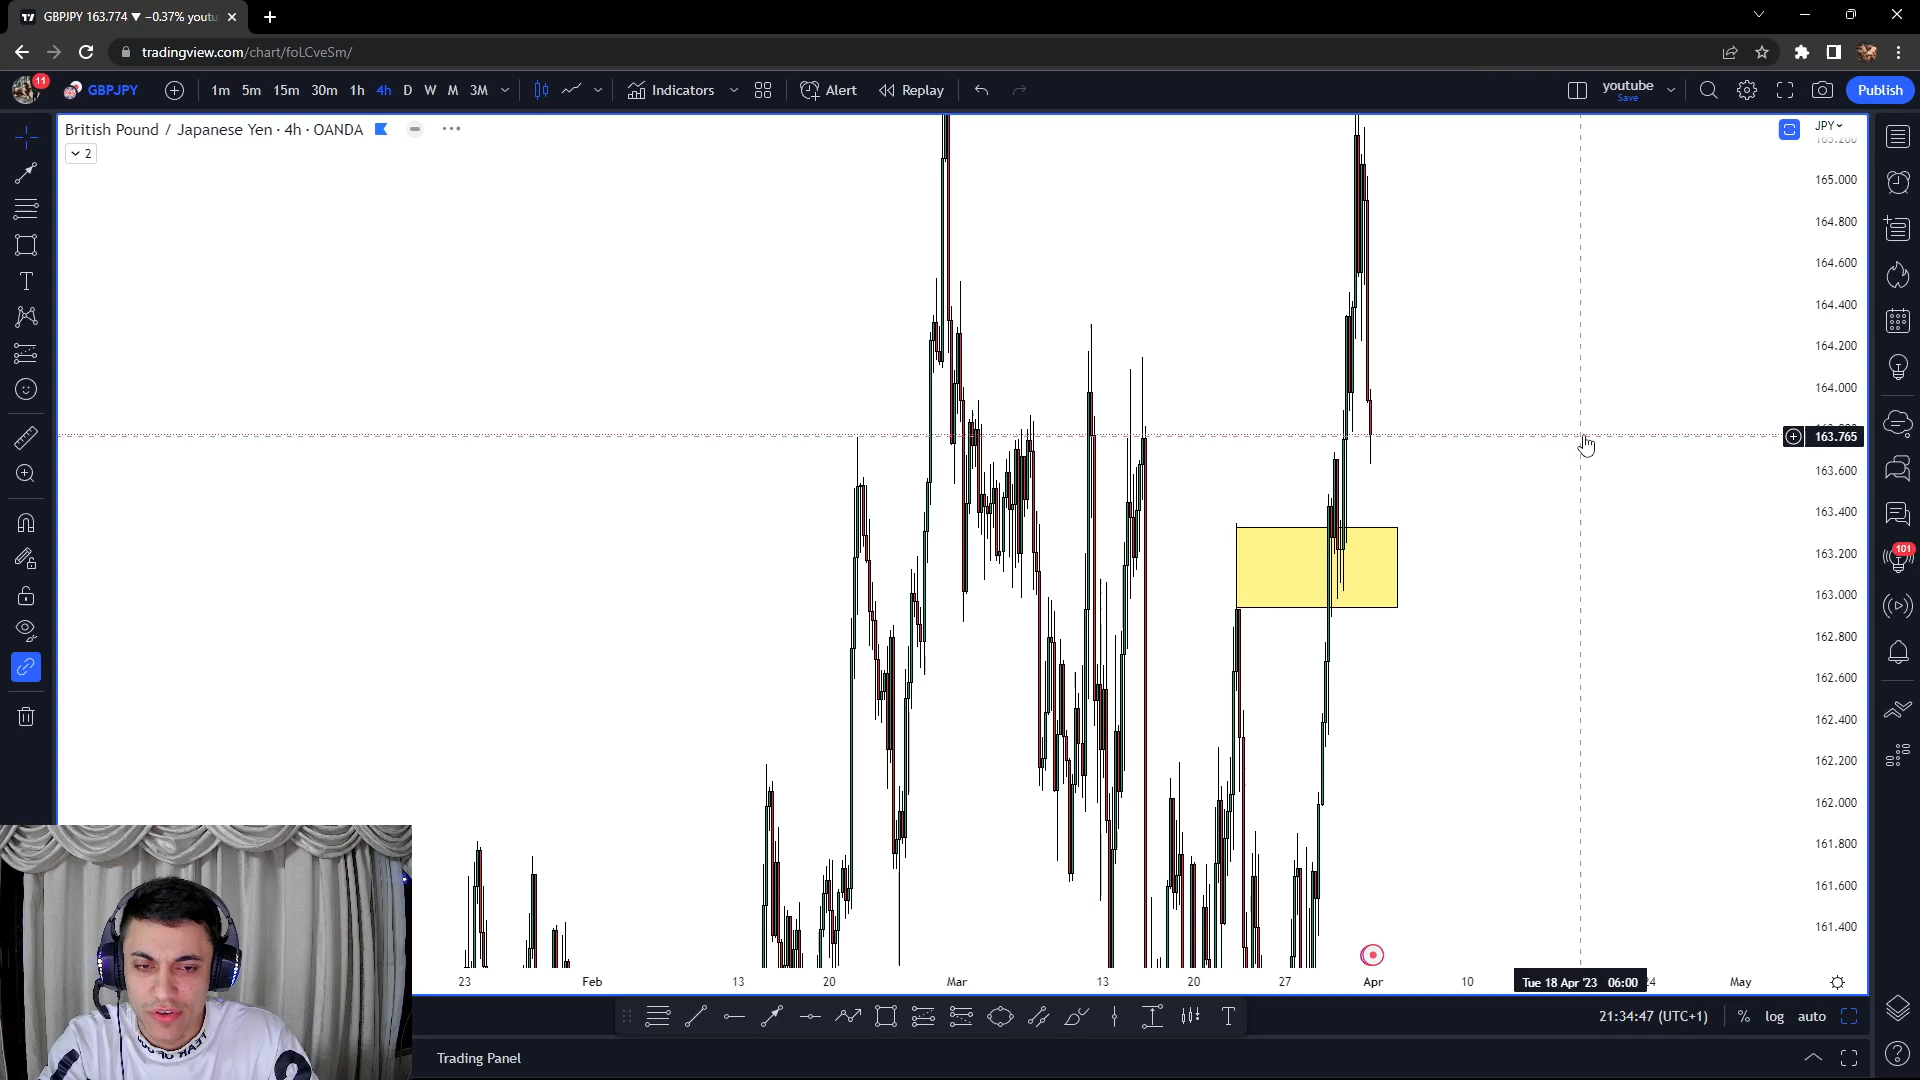 GBPJPY 163.774 ▼ −0.37% youtu
tradingview.com/chart/foLCveSm/
11
GBPJPY
1m 5m 15m 30m 1h 4h D W M 3M
Indicators
Alert
Replay
youtube
Save
Publish
British Pound / Japanese Yen · 4h · OANDA
2
JPY
165.200
165.000
164.800
164.600
164.400
164.200
164.000
163.765
163.600
163.400
163.200
163.000
162.800
162.600
162.400
162.200
162.000
161.800
161.600
161.400
101
23 Feb 13 20 Mar 13 20 27 Apr 10 Tue 18 Apr '23 06:00 24 May
21:34:47 (UTC+1) % log auto
Trading Panel